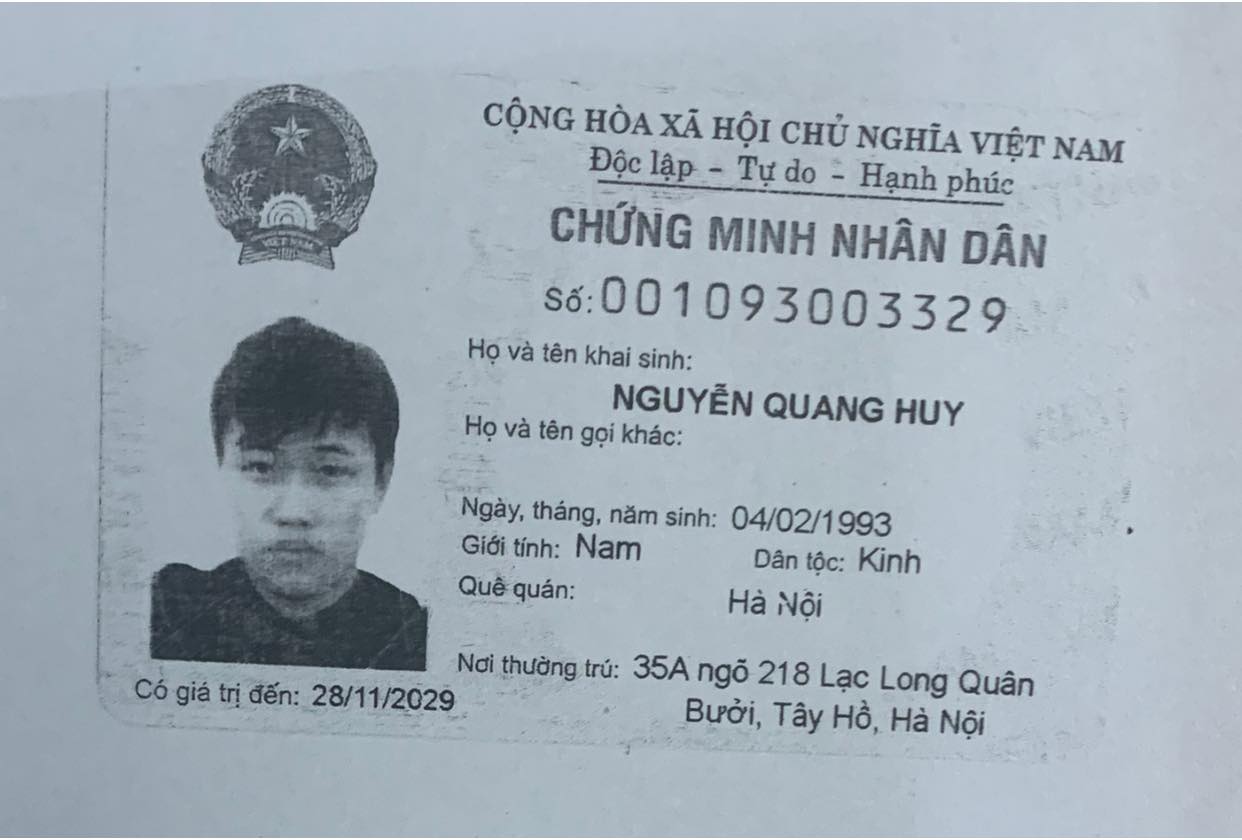 CỘNG HÒA XÃ HỘI CHỦ NGHĨA VIỆT NAM
Độc lập - Tự do - Hạnh phúc
CHỨNG MINH NHÂN DÂN
Số: 001093003329
Họ và tên khai sinh:
NGUYỄN QUANG HUY
Họ và tên gọi khác:
Ngày, tháng, năm sinh: 04/02/1993
Giới tính: Nam Dân tộc: Kinh
Quê quán:
Hà Nội
Nơi thường trú: 35A ngõ 218 Lạc Long Quân
Bưởi, Tây Hồ, Hà Nội
Có giá trị đến: 28/11/2029